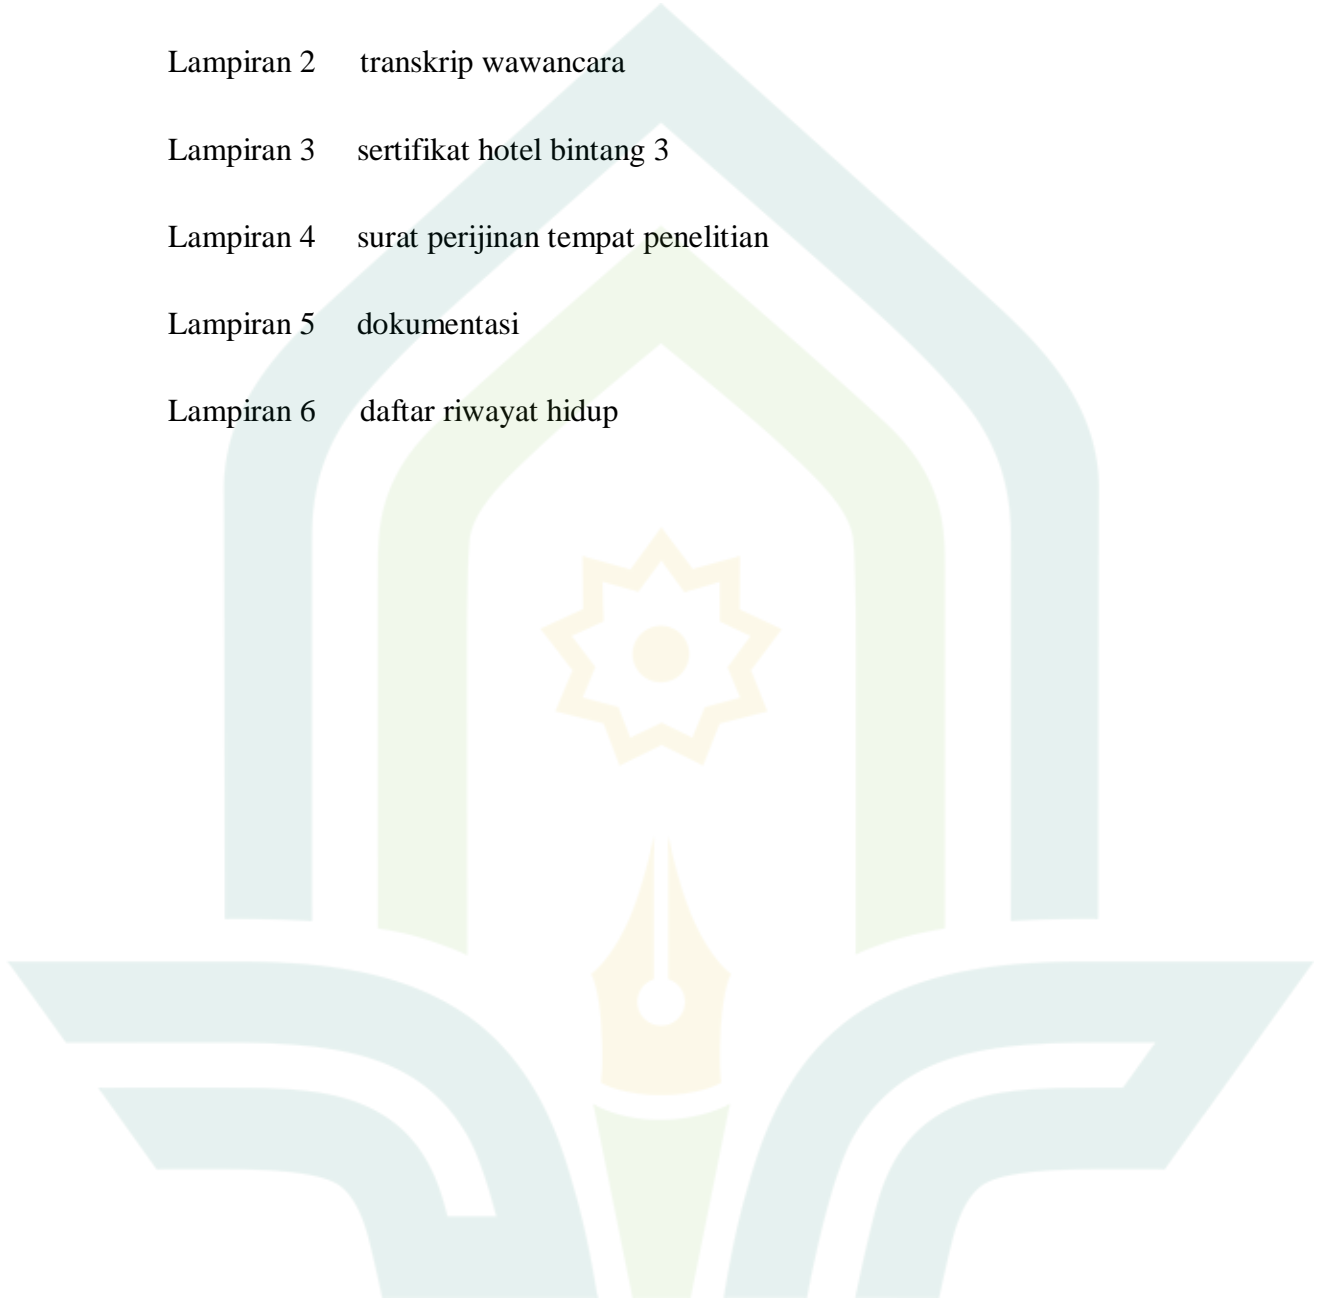 Lampiran 2 transkrip wawancara
Lampiran 3 sertifikat hotel bintang 3
Lampiran 4 surat perijinan tempat penelitian
Lampiran 5 dokumentasi
Lampiran 6 daftar riwayat hidup